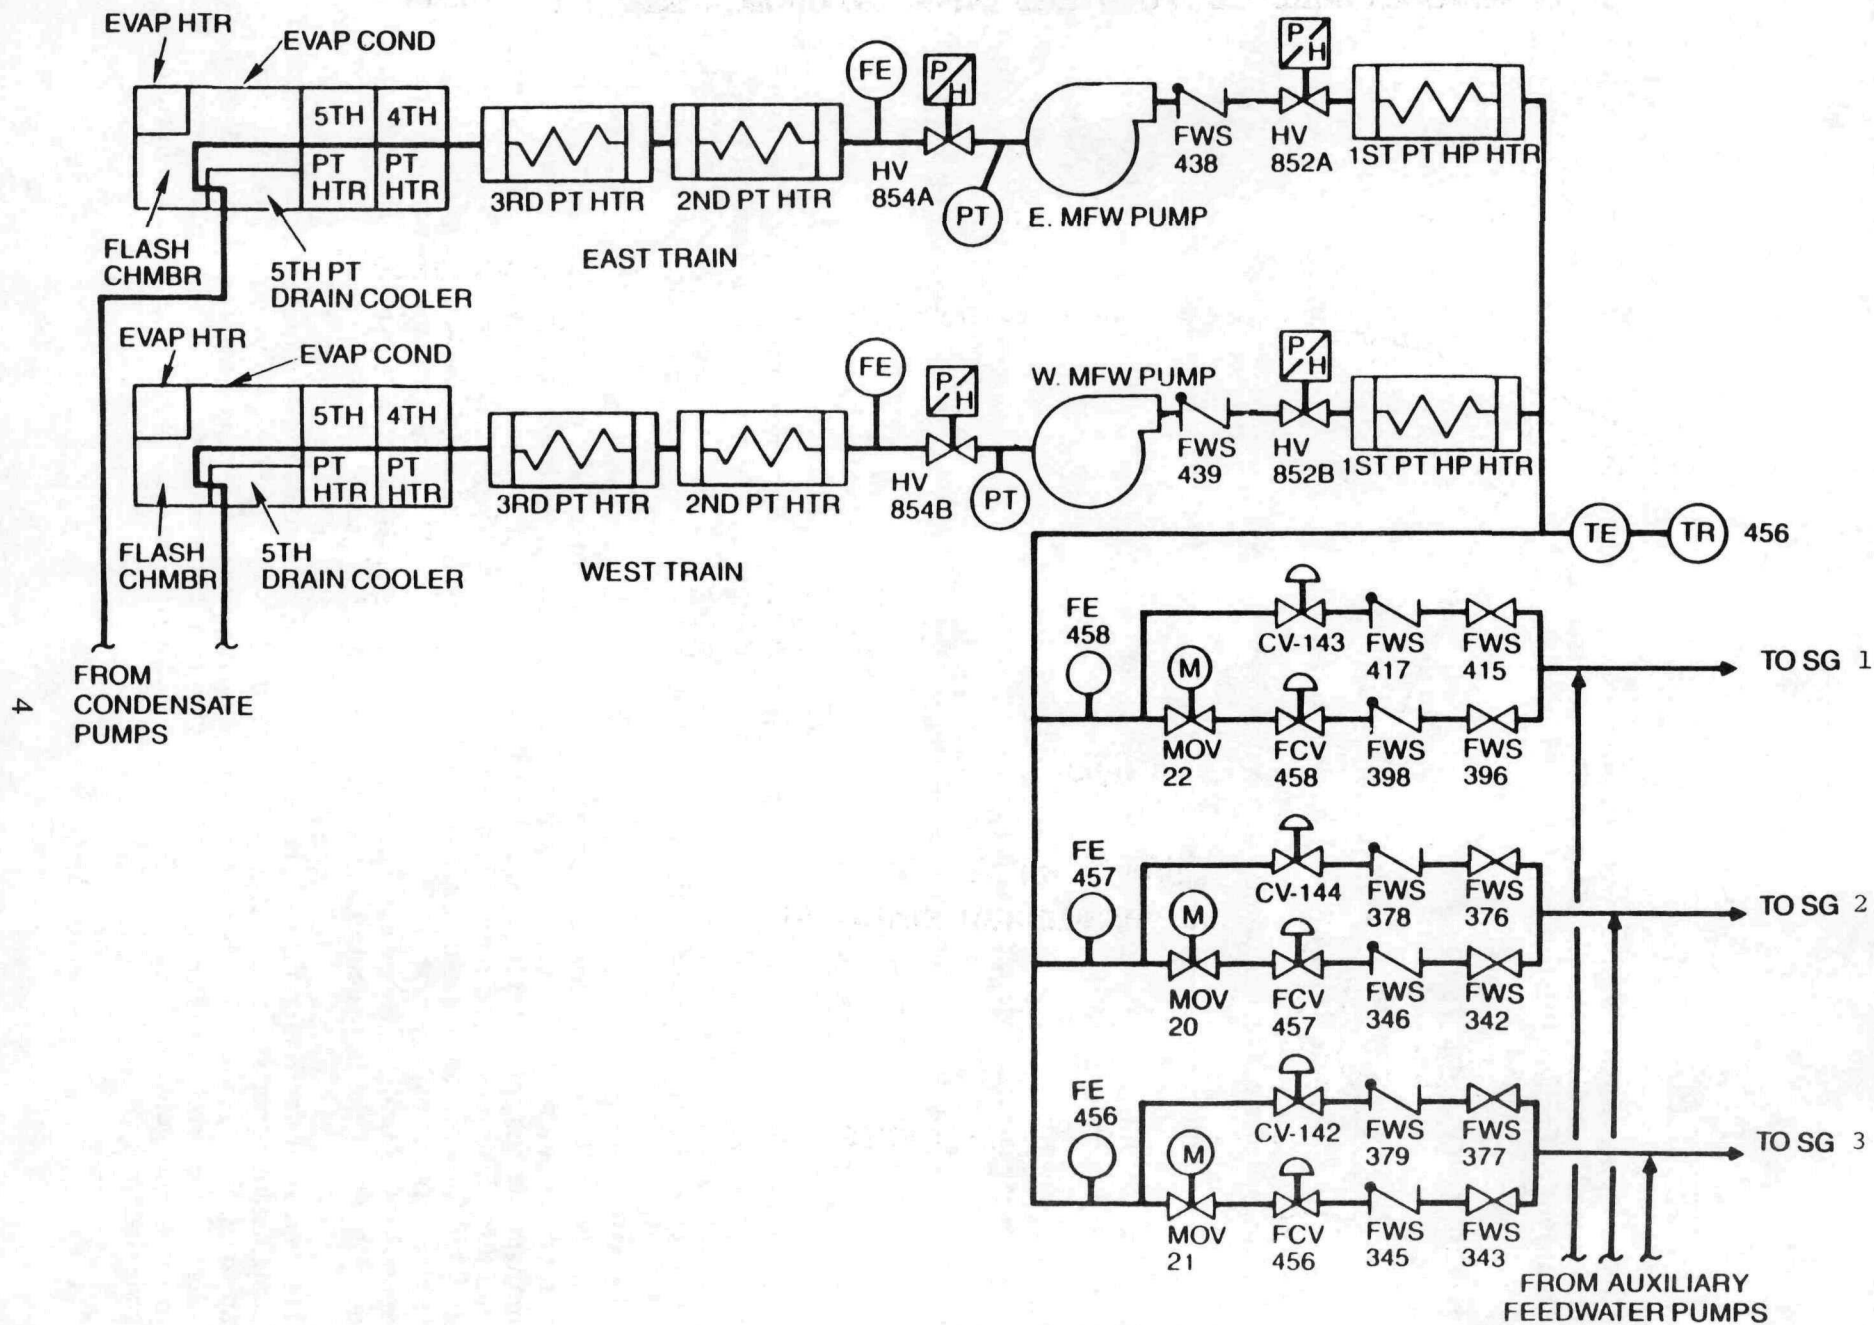 EVAP HTR
EVAP COND
5TH
4TH
PT
HTR
PT
HTR
FLASH
CHMBR
5TH PT
DRAIN COOLER
3RD PT HTR
2ND PT HTR
EAST TRAIN
FE
P
H
HV
854A
PT
E. MFW PUMP
FWS
438
P
H
HV
852A
1ST PT HP HTR
EVAP HTR
EVAP COND
5TH
4TH
PT
HTR
PT
HTR
FLASH
CHMBR
5TH
DRAIN COOLER
3RD PT HTR
2ND PT HTR
WEST TRAIN
FE
P
H
HV
854B
PT
W. MFW PUMP
FWS
439
P
H
HV
852B
1ST PT HP HTR
FROM
CONDENSATE
PUMPS
TE
TR
456
FE
458
CV-143
FWS
417
FWS
415
TO SG 1
M
MOV
22
FCV
458
FWS
398
FWS
396
FE
457
CV-144
FWS
378
FWS
376
TO SG 2
M
MOV
20
FCV
457
FWS
346
FWS
342
FE
456
CV-142
FWS
379
FWS
377
TO SG 3
M
MOV
21
FCV
456
FWS
345
FWS
343
FROM AUXILIARY
FEEDWATER PUMPS
4